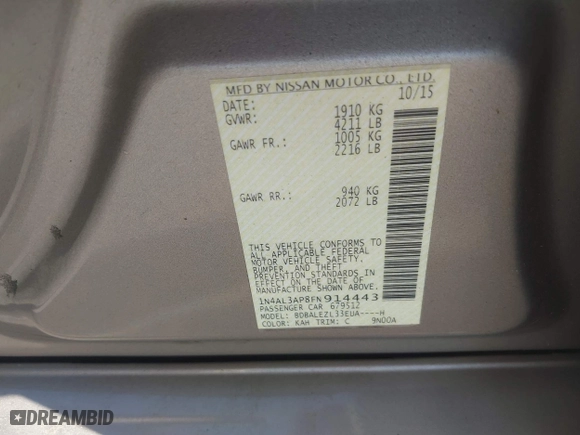 MFD BY NISSAN MOTOR CO., LTD.
DATE: 10/15
GVWR: 1910 KG
4211 LB
GAWR FR.: 1005 KG
2216 LB
GAWR RR.: 940 KG
2072 LB
THIS VEHICLE CONFORMS TO
ALL APPLICABLE FEDERAL
MOTOR VEHICLE SAFETY,
BUMPER, AND THEFT
PREVENTION STANDARDS IN
EFFECT ON THE DATE OF
MANUFACTURE SHOWN ABOVE.
1N4AL3AP8FN914443
PASSENGER CAR 679512
MODEL: BDBALEZL33EUA----H
COLOR: KAH TRIM: C 9N00A
DREAMBID